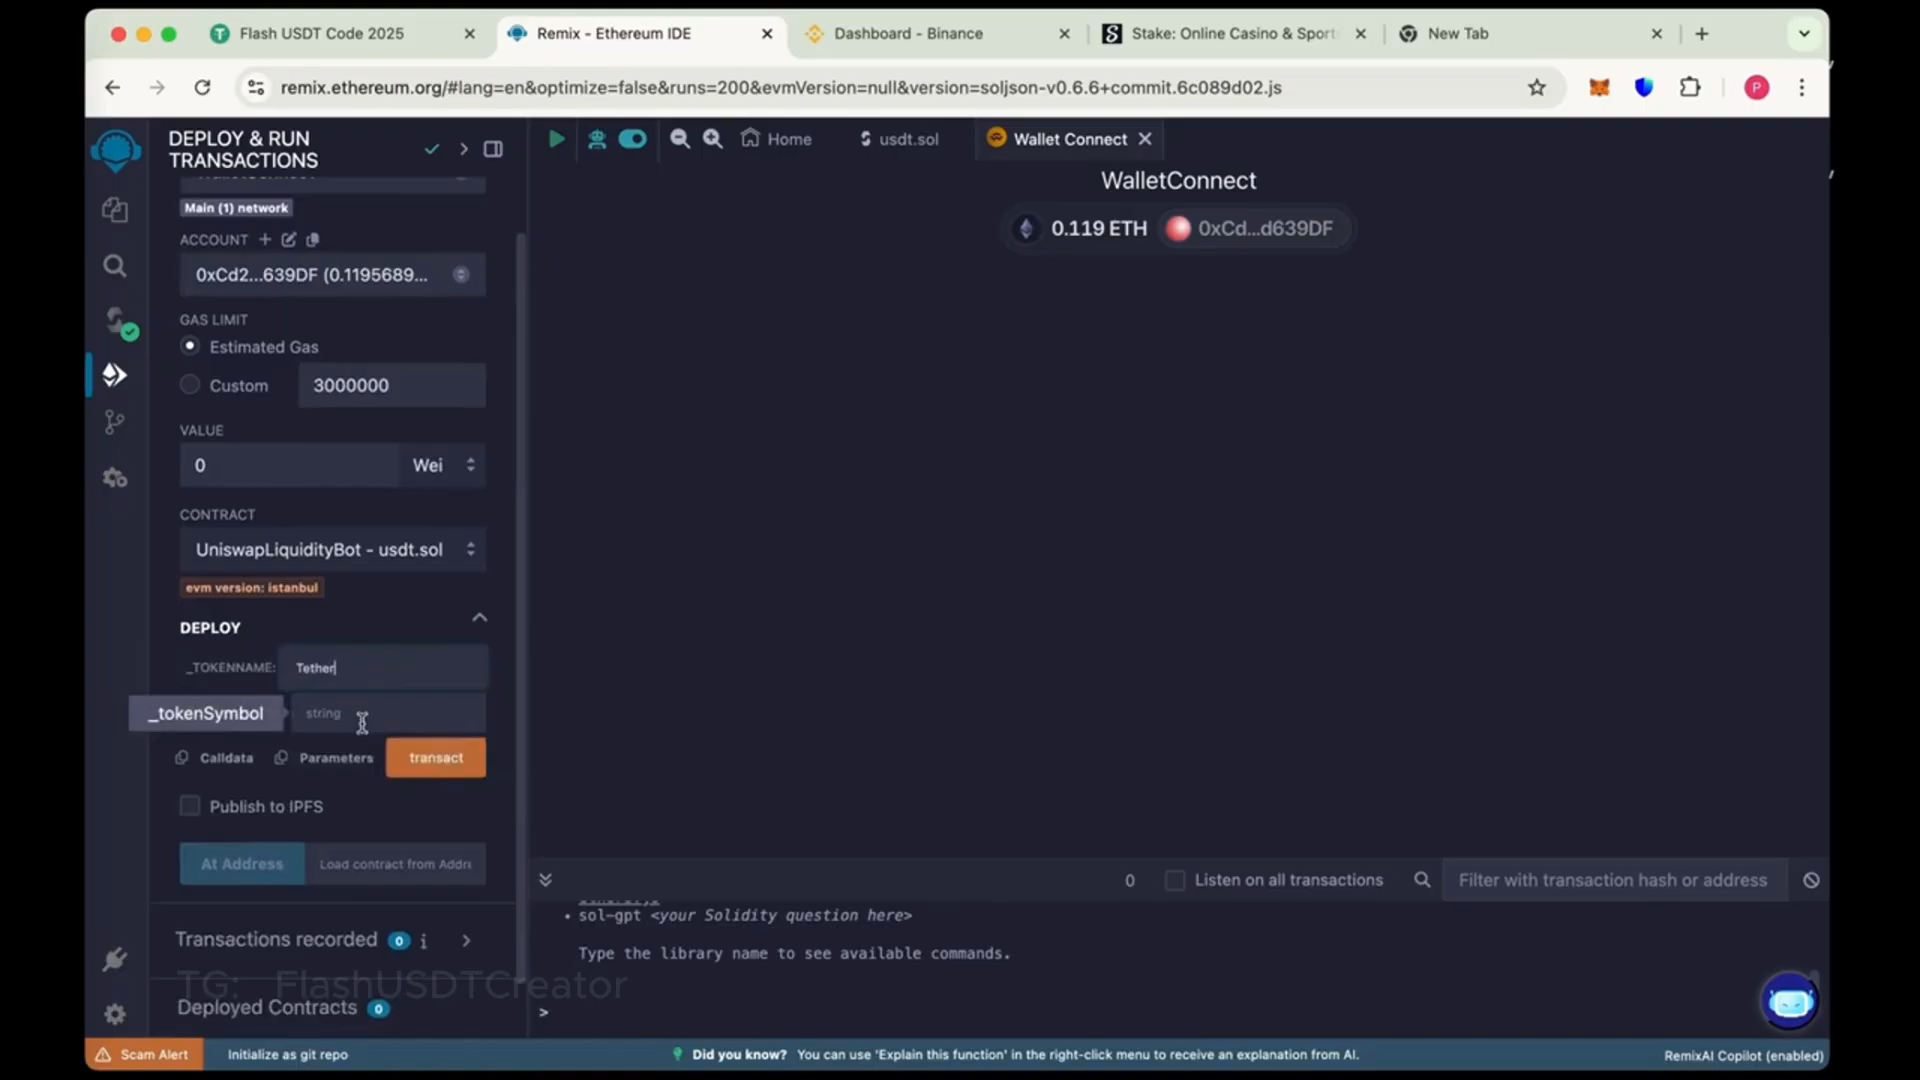 Flash USDT Code 2025
Remix - Ethereum IDE
Dashboard - Binance
Stake: Online Casino & Sport
New Tab
remix.ethereum.org/#lang=en&optimize=false&runs=200&evmVersion=null&version=soljson-v0.6.6+commit.6c089d02.js
P
DEPLOY & RUN
TRANSACTIONS
Home
usdt.sol
Wallet Connect
WalletConnect
0.119 ETH
0xCd...d639DF
Main (1) network
ACCOUNT
0xCd2...639DF (0.1195689...
GAS LIMIT
Estimated Gas
Custom
3000000
VALUE
0
Wei
CONTRACT
UniswapLiquidityBot - usdt.sol
evm version: istanbul
DEPLOY
_TOKENNAME:
Tether
_tokenSymbol
string
Calldata
Parameters
transact
Publish to IPFS
At Address
Load contract from Addre
0
Listen on all transactions
Filter with transaction hash or address
• sol-gpt <your Solidity question here>
Type the library name to see available commands.
>
Transactions recorded 0 i
TG: FlashUSDTCreator
Deployed Contracts 0
Scam Alert
Initialize as git repo
Did you know? You can use 'Explain this function' in the right-click menu to receive an explanation from AI.
RemixAI Copilot (enabled)